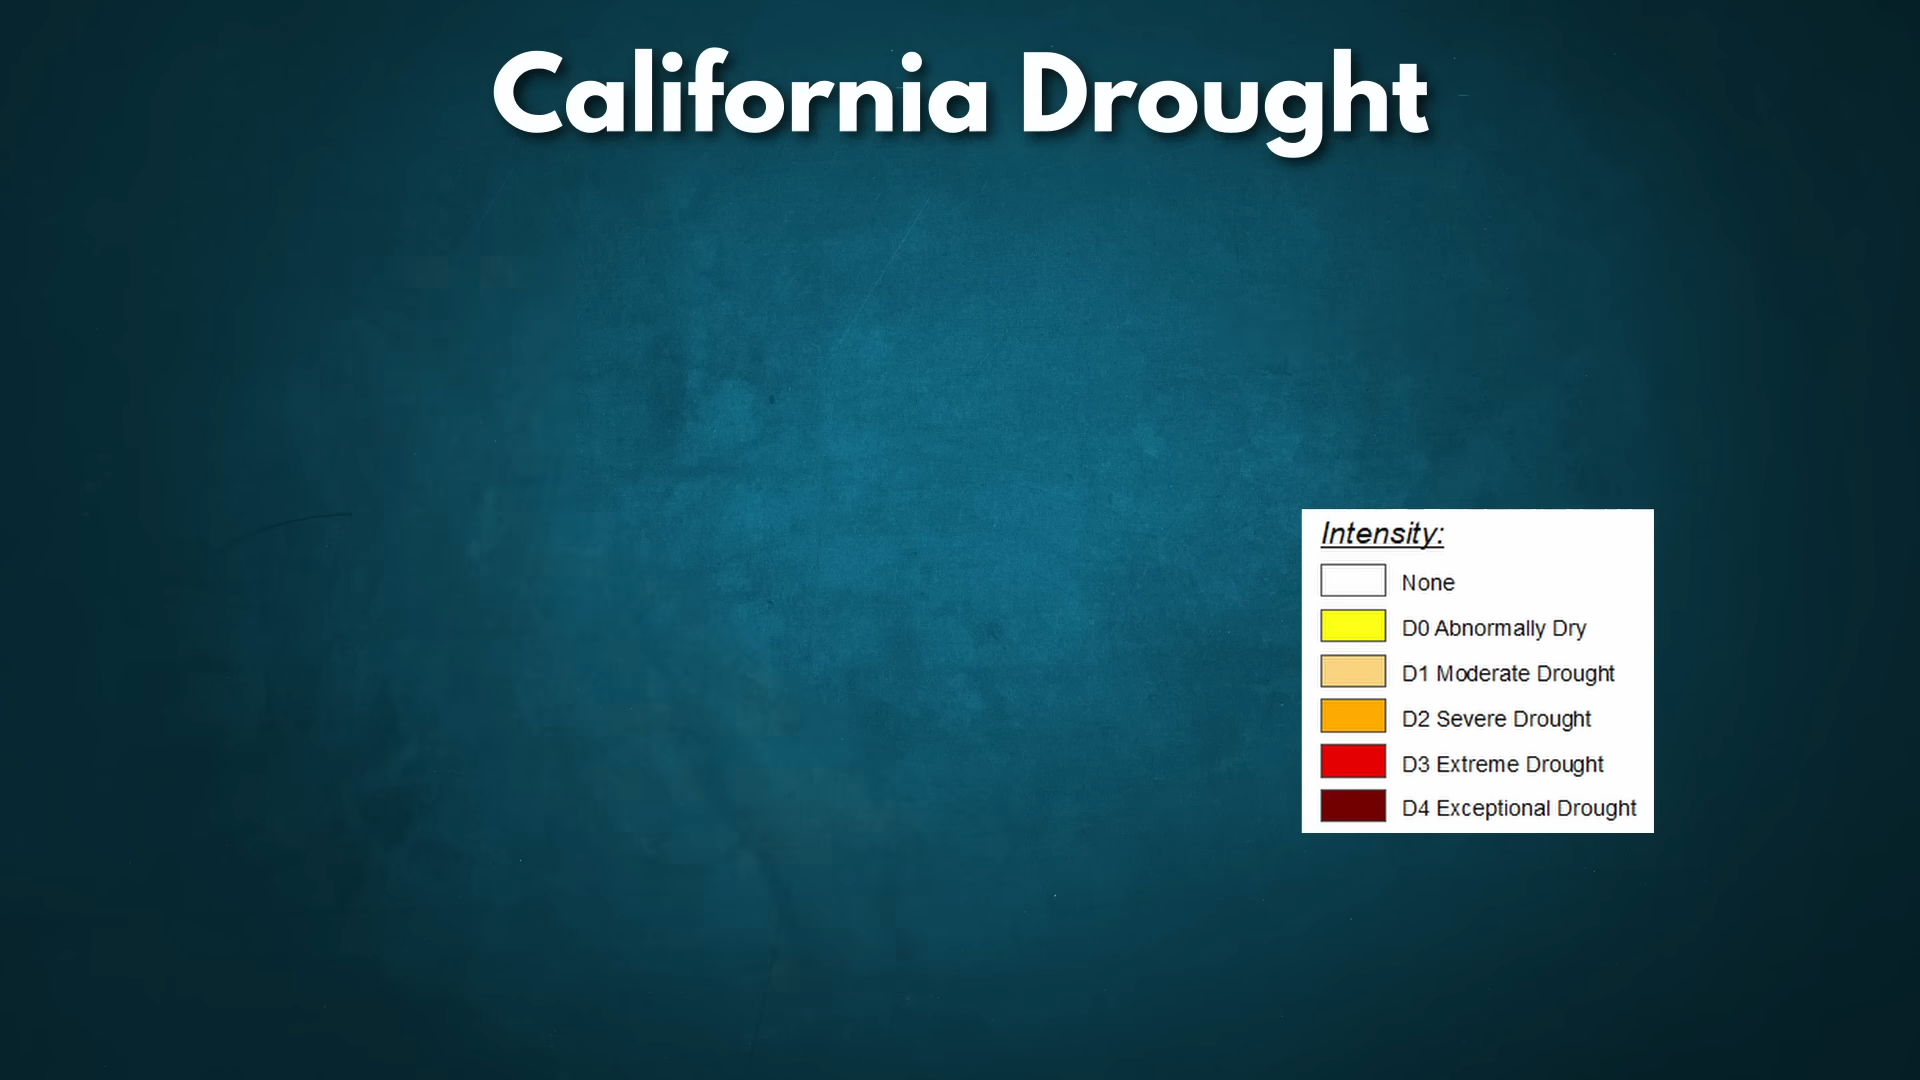 California Drought
Intensity:
None
D0 Abnormally Dry
D1 Moderate Drought
D2 Severe Drought
D3 Extreme Drought
D4 Exceptional Drought